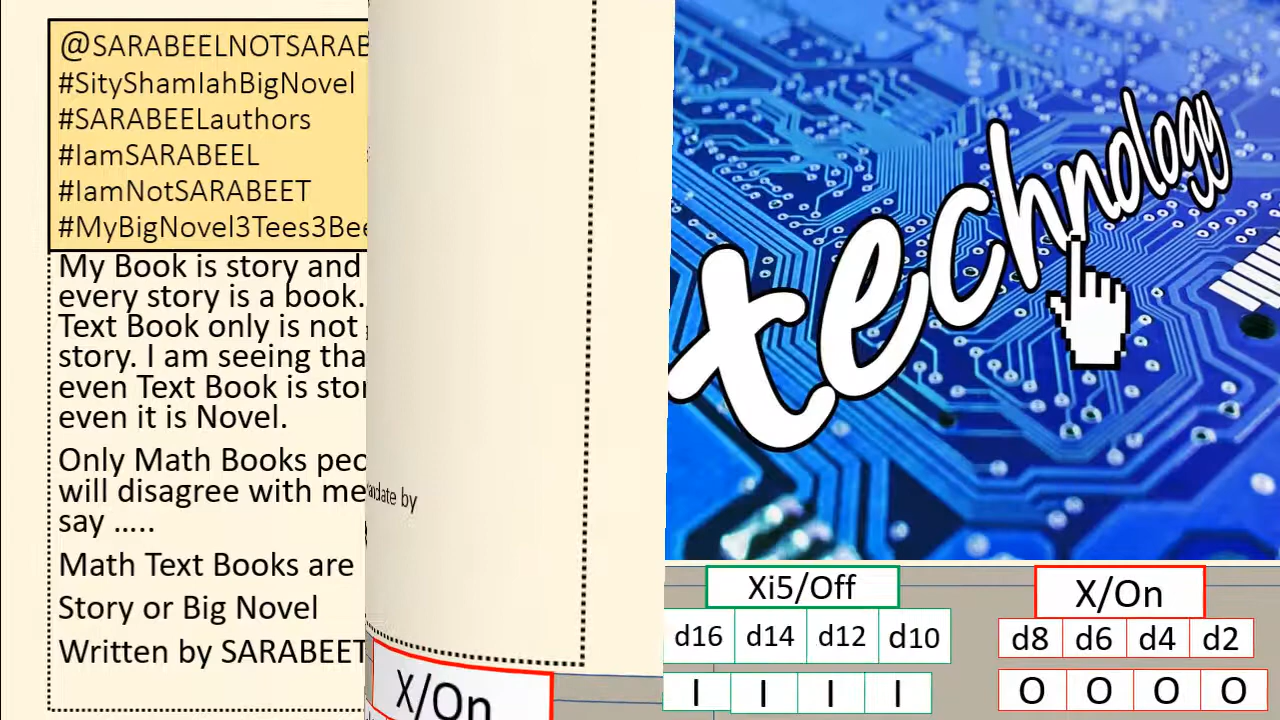 @SARABEELNOTSARAB
#SityShamIahBigNovel
#SARABEELauthors
#IamSARABEEL
#IamNotSARABEET
#MyBigNovel3Tees3Bee
My Book is story and
every story is a book.
Text Book only is not
story. I am seeing tha
even Text Book is stor
even it is Novel.
Only Math Books peo
will disagree with me
say .....
Math Text Books are
Story or Big Novel
Written by SARABEET
by
X/On
technology
Xi5/Off
d16 d14 d12 d10
I I I I
X/On
d8 d6 d4 d2
O O O O